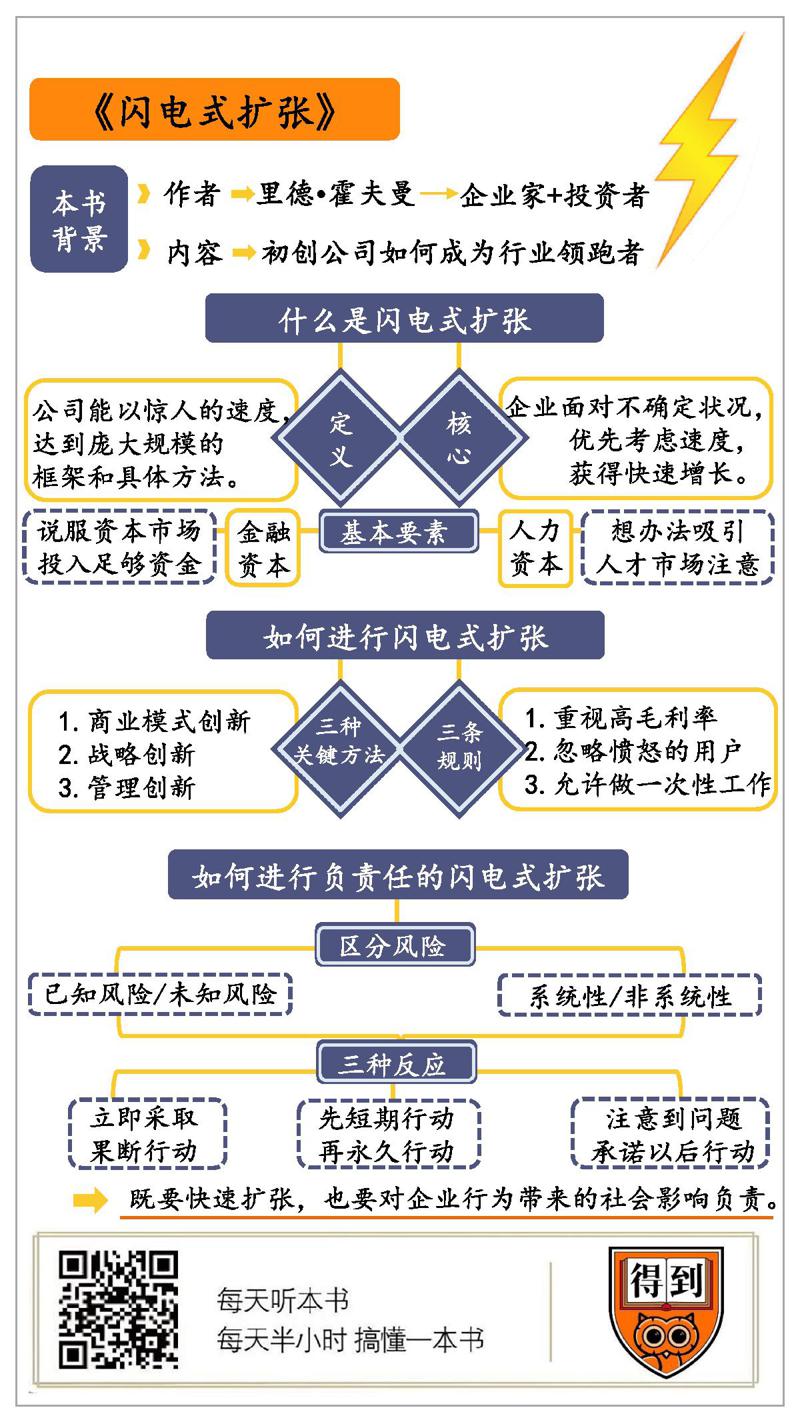 《闪电式扩张》
本书
背景
作者
里德•霍夫曼
企业家+投资者
内容
初创公司如何成为行业领跑者
什么是闪电式扩张
公司能以惊人的速度,
达到庞大规模的
框架和具体方法。
定
义
核
心
企业面对不确定状况,
优先考虑速度,
获得快速增长。
说服资本市场
投入足够资金
金融
资本
基本要素
人力
资本
想办法吸引
人才市场注意
如何进行闪电式扩张
1. 商业模式创新
2. 战略创新
3. 管理创新
三种
关键方法
三条
规则
1. 重视高毛利率
2. 忽略愤怒的用户
3. 允许做一次性工作
如何进行负责任的闪电式扩张
区分风险
已知风险/未知风险
系统性/非系统性
三种反应
立即采取
果断行动
先短期行动
再永久行动
注意到问题
承诺以后行动
既要快速扩张，也要对企业行为带来的社会影响负责。
每天听本书
每天半小时 搞懂一本书
得到